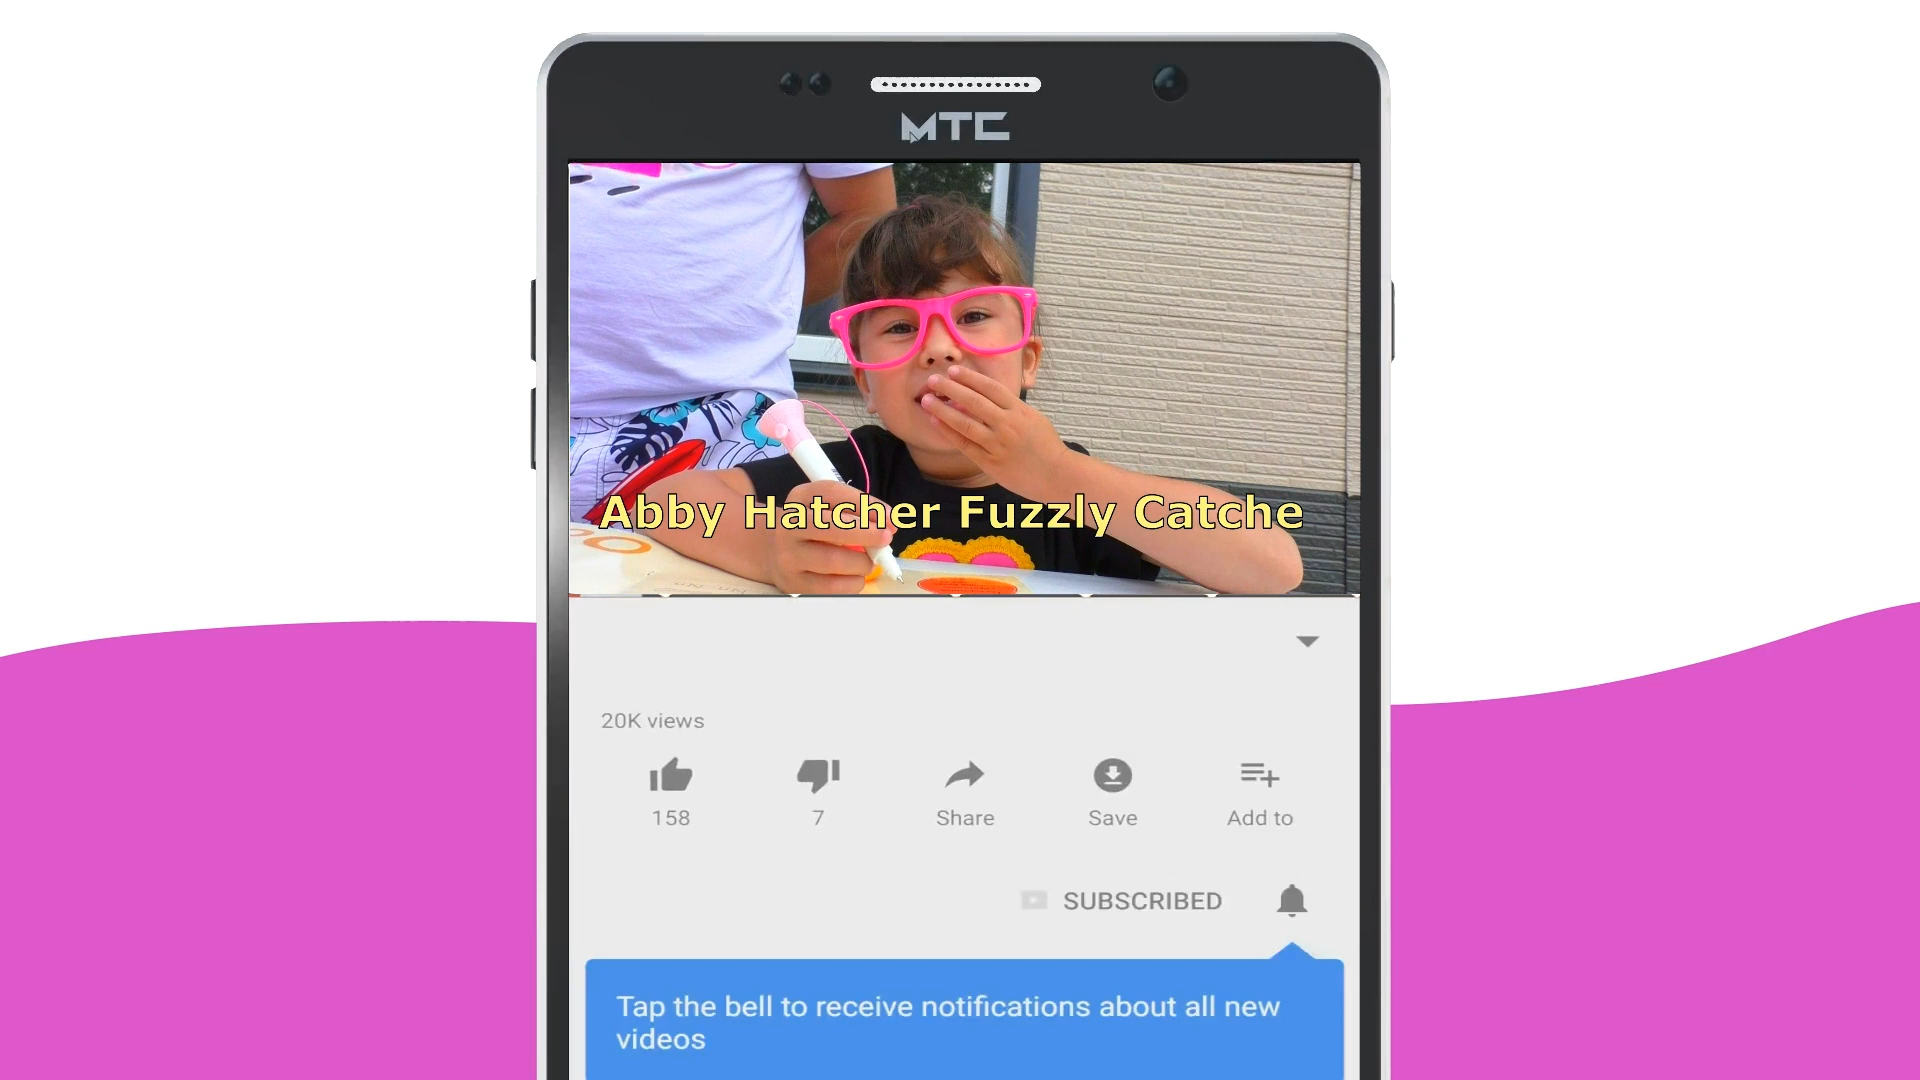 MTC
Abby Hatcher Fuzzly Catche
20K views
158
7
Share
Save
Add to
SUBSCRIBED
Tap the bell to receive notifications about all new
videos